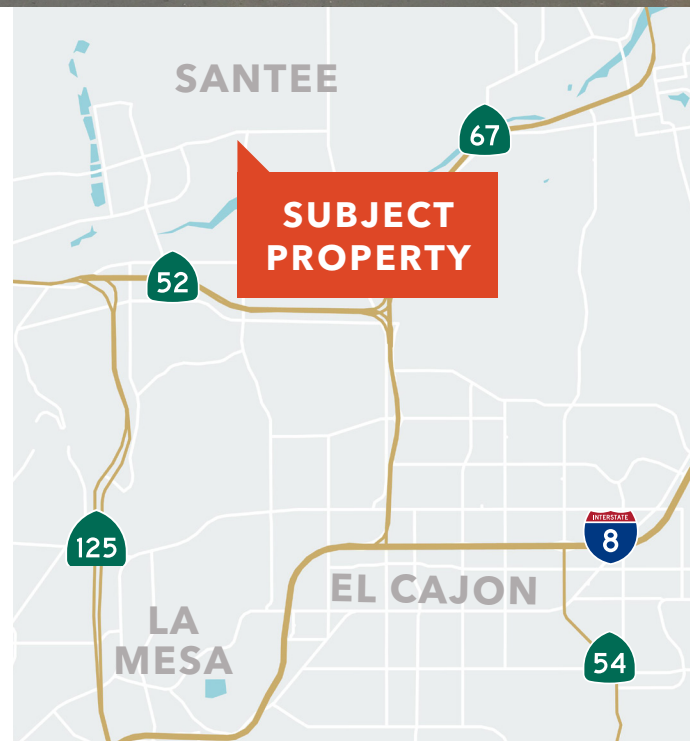 SANTEE
67
SUBJECT
PROPERTY
52
125
INTERSTATE
8
EL CAJON
LA
MESA
54